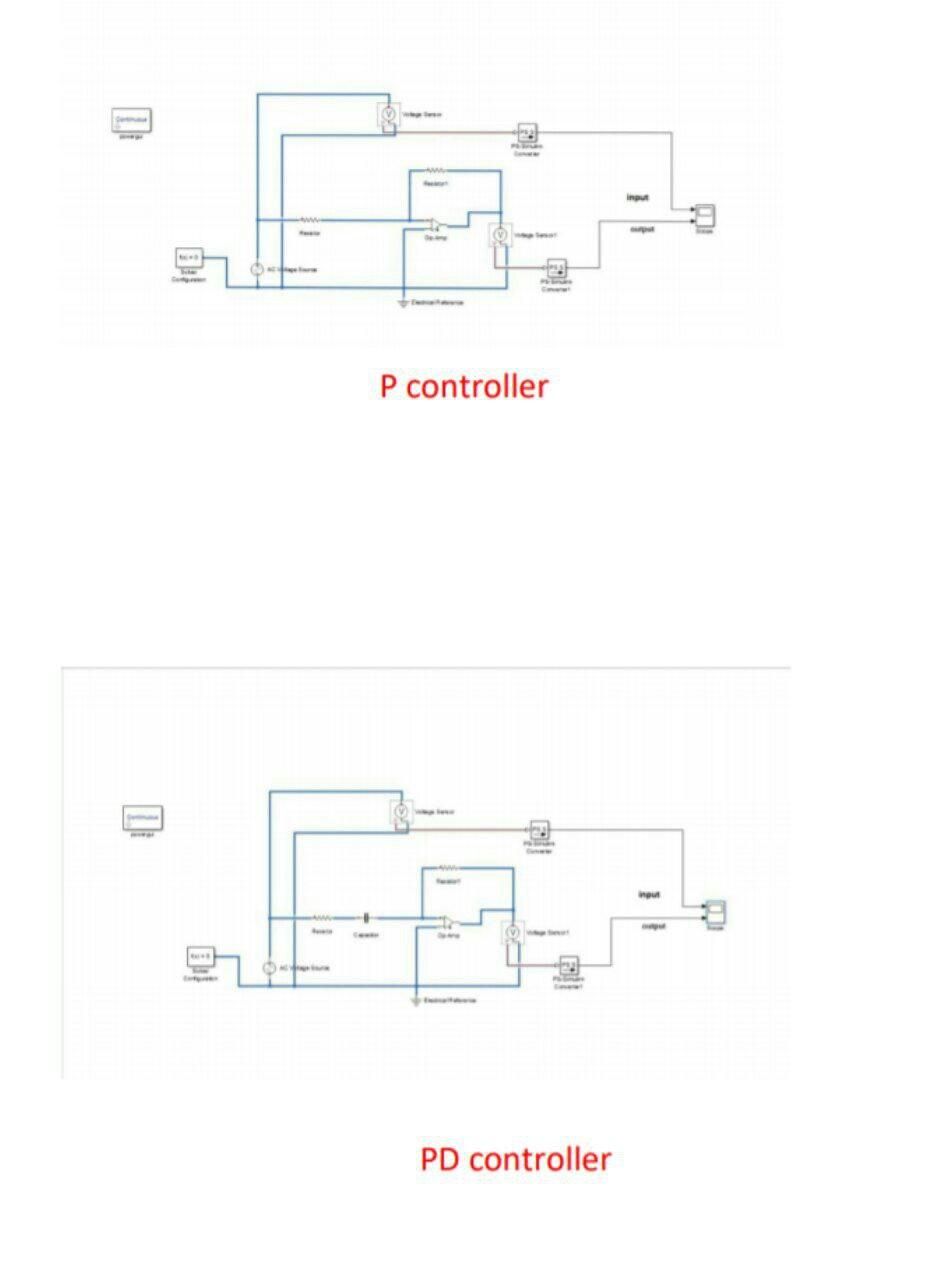 Voltage Sensor
Continuous
powergui
PS S
PS-Simulink
Converter
Resistor1
input
output
Scope
Resistor
Op-Amp
Voltage Sensor1
f(x) = 0
Solver
Configuration
AC Voltage Source
PS S
PS-Simulink
Converter1
Electrical Reference
P controller
Voltage Sensor
Continuous
powergui
PS S
PS-Simulink
Converter
Resistor1
input
output
Scope
Resistor
Capacitor
Op-Amp
Voltage Sensor1
f(x) = 0
Solver
Configuration
AC Voltage Source
PS S
PS-Simulink
Converter1
Electrical Reference
PD controller